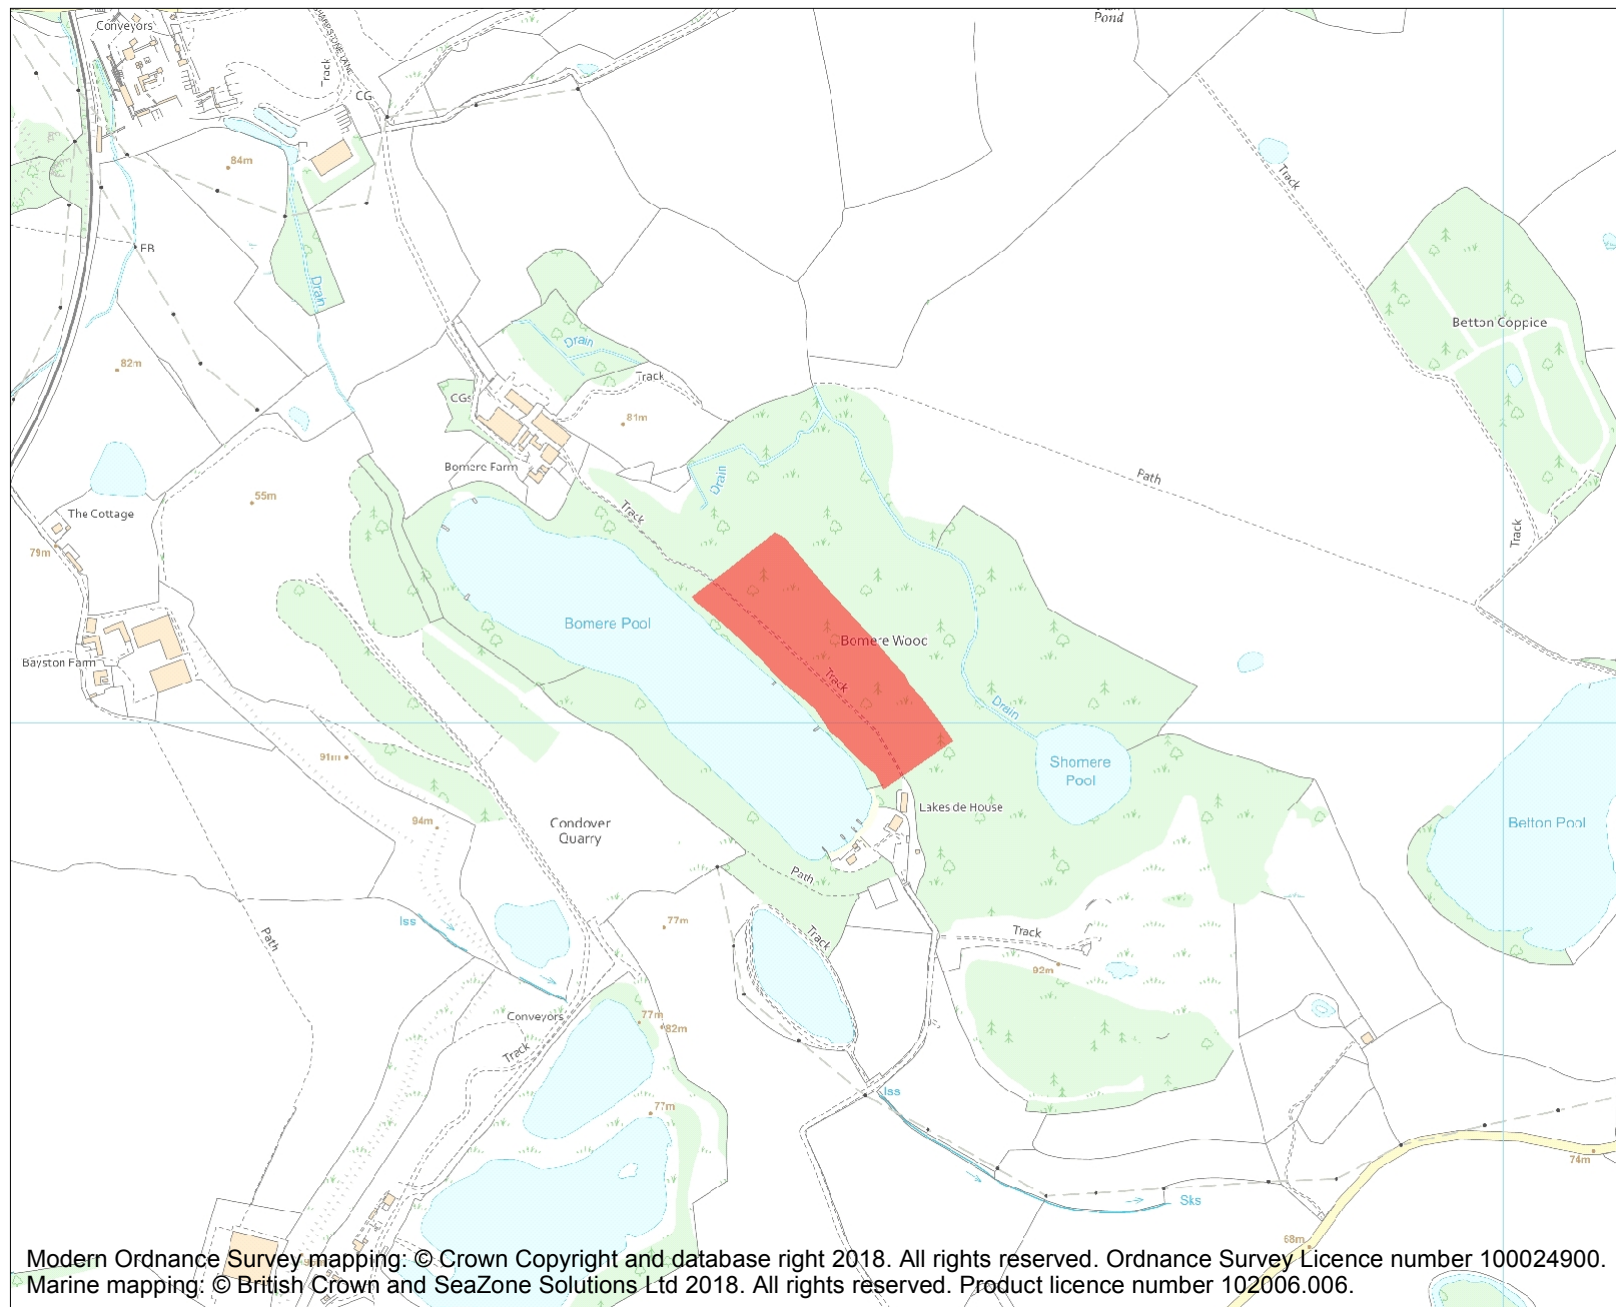 Conveyors
Track
CG
Pond
84m
Track
FB
Drain
Betton Coppice
Drain
82m
Track
CGs
81m
Bomere Farm
Drain
Path
55m
Track
The Cottage
Track
79m
Bomere Pool
Bomere Wood
Bayston Farm
Track
Drain
91m
Shomere
Pool
Lakeside House
94m
Condover
Quarry
Betton Pool
Path
Iss
77m
Path
Track
Track
92m
Conveyors
77m
82m
Track
Iss
77m
74m
Sks
68m
Modern Ordnance Survey mapping: © Crown Copyright and database right 2018. All rights reserved. Ordnance Survey Licence number 100024900.
Marine mapping: © British Crown and SeaZone Solutions Ltd 2018. All rights reserved. Product licence number 102006.006.